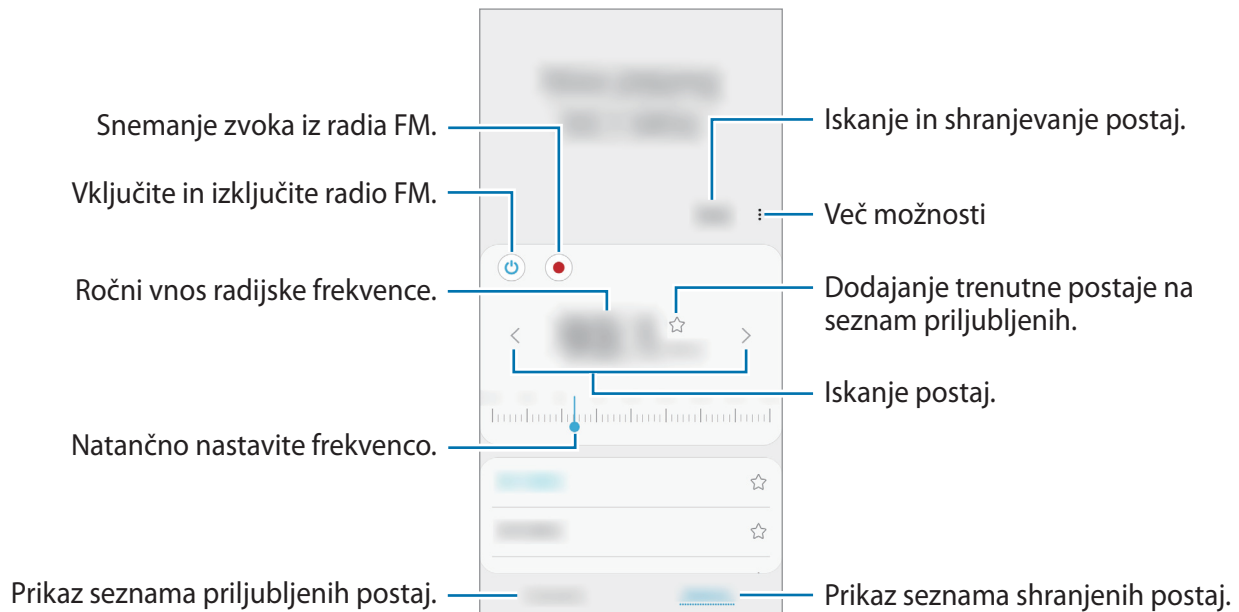 Snemanje zvoka iz radia FM.
Vključite in izključite radio FM.
Ročni vnos radijske frekvence.
Natančno nastavite frekvenco.
Prikaz seznama priljubljenih postaj.
Iskanje in shranjevanje postaj.
Več možnosti
Dodajanje trenutne postaje na
seznam priljubljenih.
Iskanje postaj.
Prikaz seznama shranjenih postaj.